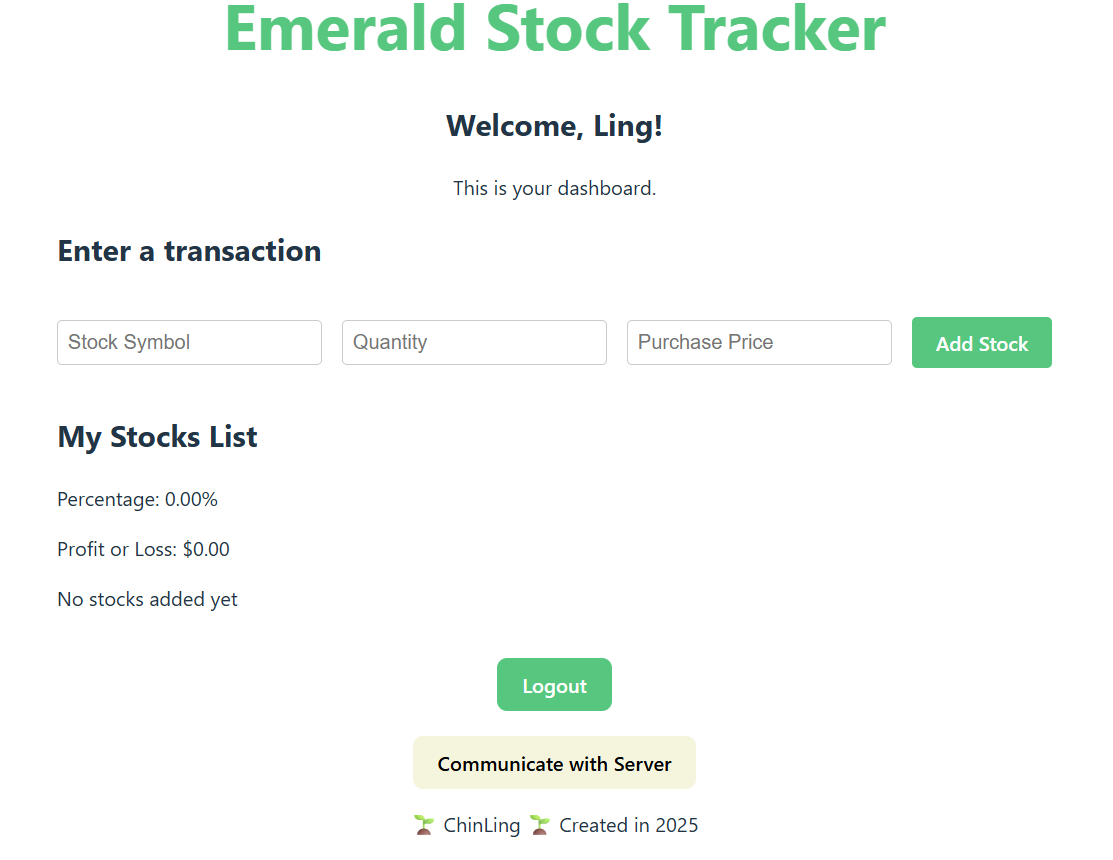 Emerald Stock Tracker
Welcome, Ling!
This is your dashboard.
Enter a transaction
Stock Symbol Quantity Purchase Price Add Stock
My Stocks List
Percentage: 0.00%
Profit or Loss: $0.00
No stocks added yet
Logout
Communicate with Server
🌱 ChinLing 🌱 Created in 2025